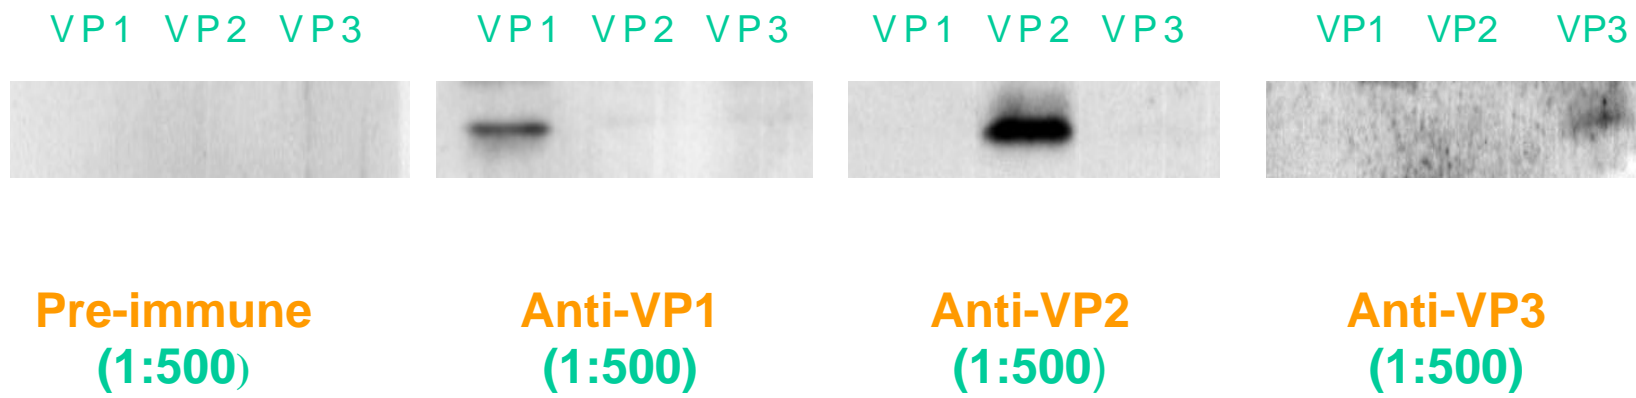 VP1 VP2 VP3
VP1 VP2 VP3
VP1 VP2 VP3
VP1 VP2 VP3
Pre-immune
(1:500)
Anti-VP1
(1:500)
Anti-VP2
(1:500)
Anti-VP3
(1:500)